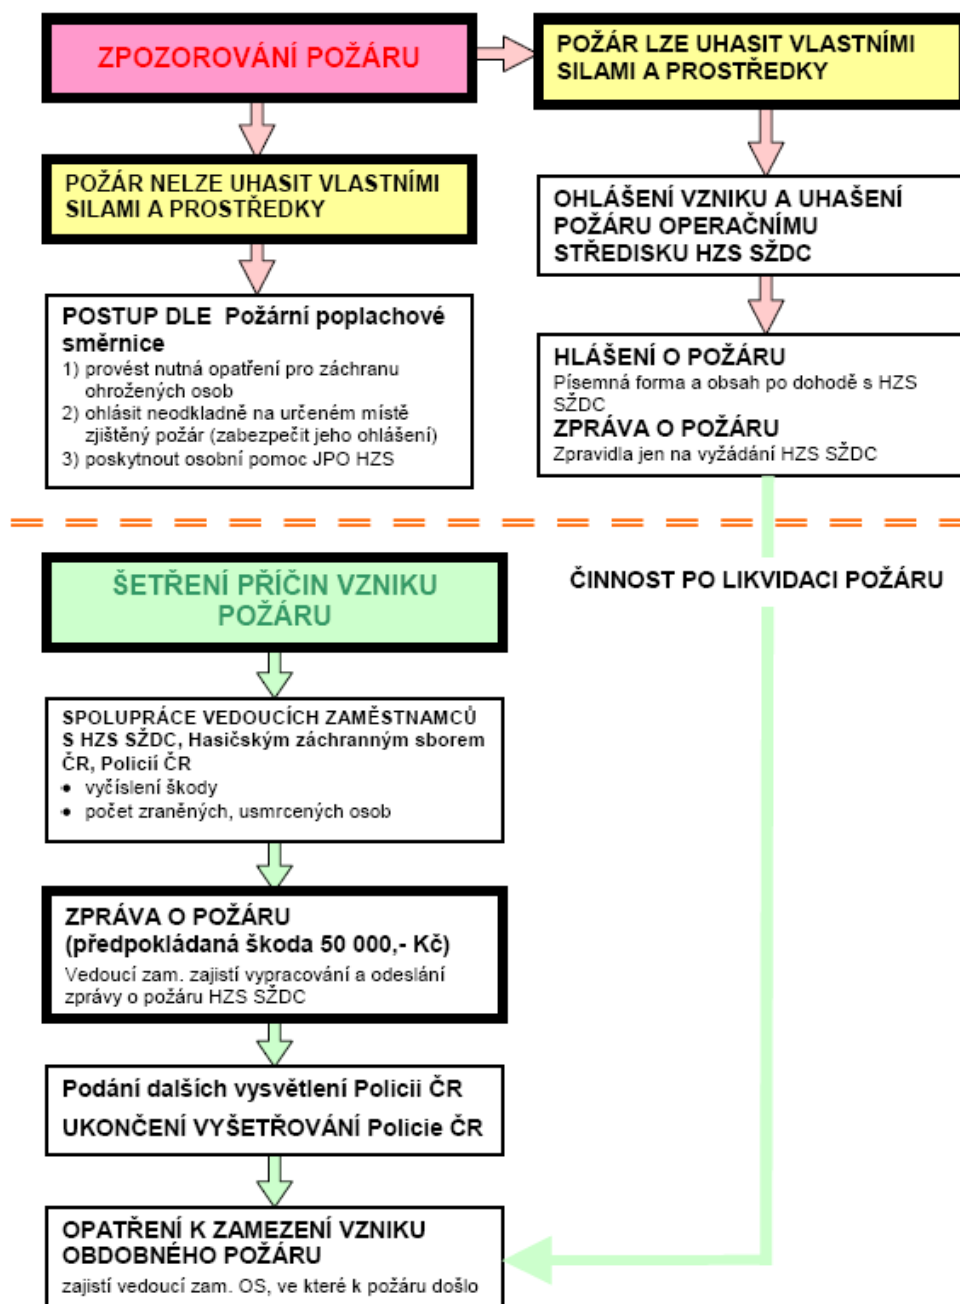 ZPOZOROVÁNÍ POŽÁRU
POŽÁR LZE UHASIT VLASTNÍMI
SILAMI A PROSTŘEDKY
POŽÁR NELZE UHASIT VLASTNÍMI
SILAMI A PROSTŘEDKY
OHLÁŠENÍ VZNIKU A UHAŠENÍ
POŽÁRU OPERAČNÍMU
STŘEDISKU HZS SŽDC
POSTUP DLE Požární poplachové
směrnice
1) provést nutná opatření pro záchranu
ohrožených osob
2) ohlásit neodkladně na určeném místě
zjištěný požár (zabezpečit jeho ohlášení)
3) poskytnout osobní pomoc JPO HZS
HLÁŠENÍ O POŽÁRU
Písemná forma a obsah po dohodě s HZS
SŽDC
ZPRÁVA O POŽÁRU
Zpravidla jen na vyžádání HZS SŽDC
ŠETŘENÍ PŘÍČIN VZNIKU
POŽÁRU
ČINNOST PO LIKVIDACI POŽÁRU
SPOLUPRÁCE VEDOUCÍCH ZAMĚSTNAMCŮ
S HZS SŽDC, Hasičským záchranným sborem
ČR, Policií ČR
• vyčíslení škody
• počet zraněných, usmrcených osob
ZPRÁVA O POŽÁRU
(předpokládaná škoda 50 000,- Kč)
Vedoucí zam. zajistí vypracování a odeslání
zprávy o požáru HZS SŽDC
Podání dalších vysvětlení Policii ČR
UKONČENÍ VYŠETŘOVÁNÍ Policie ČR
OPATŘENÍ K ZAMEZENÍ VZNIKU
OBDOBNÉHO POŽÁRU
zajistí vedoucí zam. OS, ve které k požáru došlo